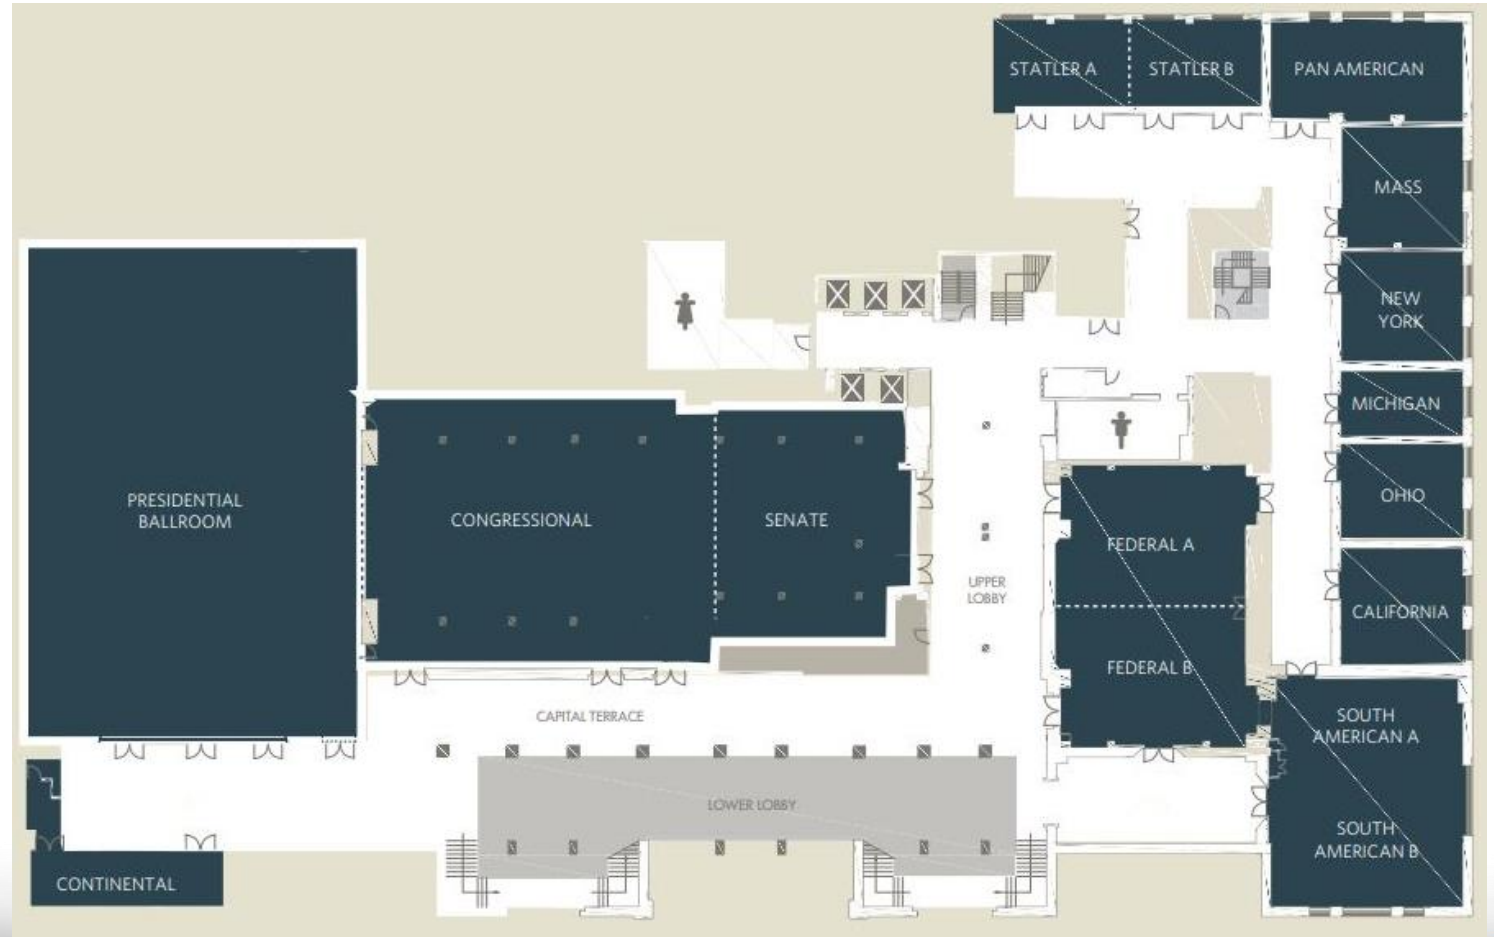 STATLER A
STATLER B
PAN AMERICAN
MASS
NEW
YORK
MICHIGAN
OHIO
CALIFORNIA
PRESIDENTIAL
BALLROOM
CONGRESSIONAL
SENATE
UPPER
LOBBY
FEDERAL A
FEDERAL B
CAPITAL TERRACE
SOUTH
AMERICAN A
LOWER LOBBY
SOUTH
AMERICAN B
CONTINENTAL